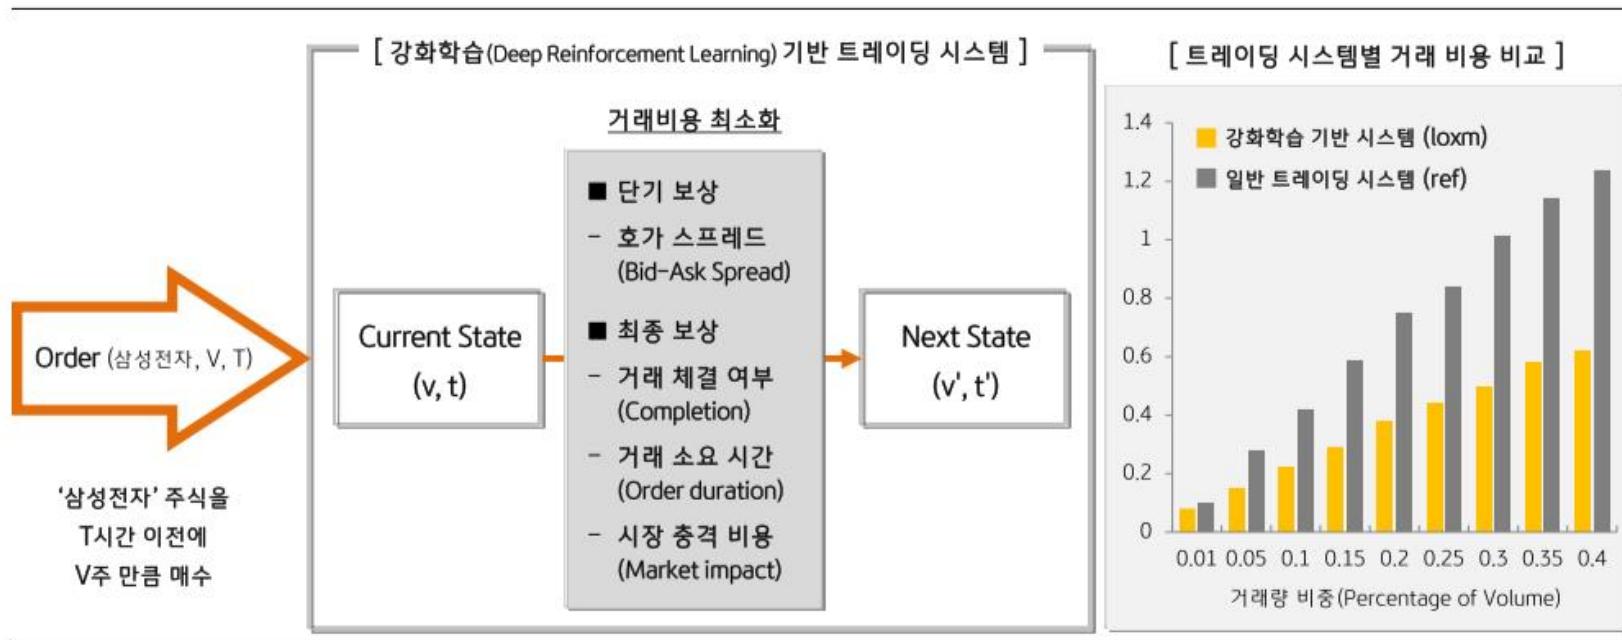 [ 강화학습(Deep Reinforcement Learning) 기반 트레이딩 시스템 ]
거래비용 최소화
Order (삼성전자, V, T)
'삼성전자' 주식을
T시간 이전에
V주 만큼 매수
Current State
(v, t)
■ 단기 보상
- 호가 스프레드
(Bid-Ask Spread)
■ 최종 보상
- 거래 체결 여부
(Completion)
- 거래 소요 시간
(Order duration)
- 시장 충격 비용
(Market impact)
Next State
(v', t')
[ 트레이딩 시스템별 거래 비용 비교 ]
강화학습 기반 시스템 (loxm)
일반 트레이딩 시스템 (ref)
1.4
1.2
1
0.8
0.6
0.4
0.2
0
0.01 0.05 0.1 0.15 0.2 0.25 0.3 0.35 0.4
거래량 비중(Percentage of Volume)